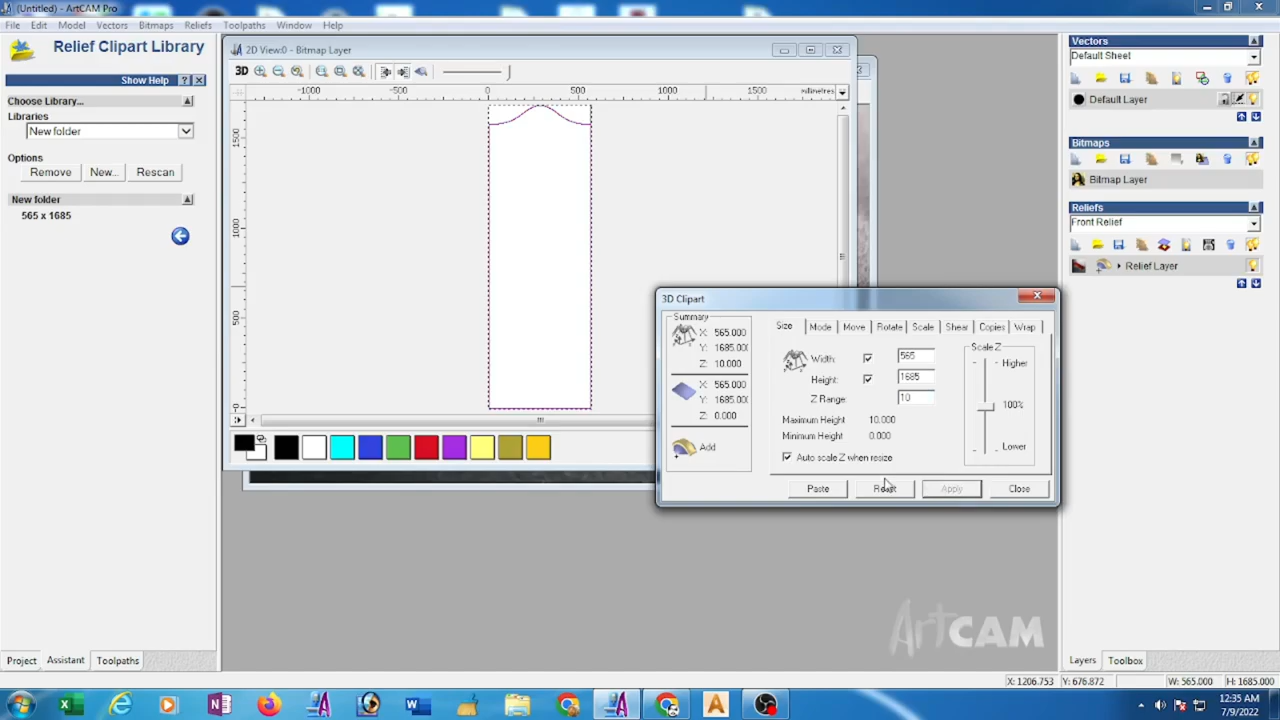 (Untitled) - ArtCAM Pro
File Edit Model Vectors Bitmaps Reliefs Toolpaths Window Help
Relief Clipart Library
Show Help ?
Choose Library...
Libraries
New folder
Options
Remove New... Rescan
New folder
565 x 1685
Project Assistant Toolpaths
2D View:0 - Bitmap Layer
3D
-1000 -500 0 500 1000 1500 millimetres
1500
1000
500
0
3D Clipart
Summary
X: 565.000
Y: 1685.000
Z: 10.000
X: 565.000
Y: 1685.000
Z: 0.000
Add
Size Mode Move Rotate Scale Shear Copies Wrap
Width: 565
Height: 1685
Z Range: 10
Maximum Height 10.000
Minimum Height 0.000
Auto scale Z when resize
Scale Z
Higher
100%
Lower
Paste Reset Apply Close
ArtCAM
Vectors
Default Sheet
Default Layer
Bitmaps
Bitmap Layer
Reliefs
Front Relief
Relief Layer
Layers Toolbox
X: 1206.753 Y: 676.872 W: 565.000 H: 1685.000
12:35 AM
7/9/2022